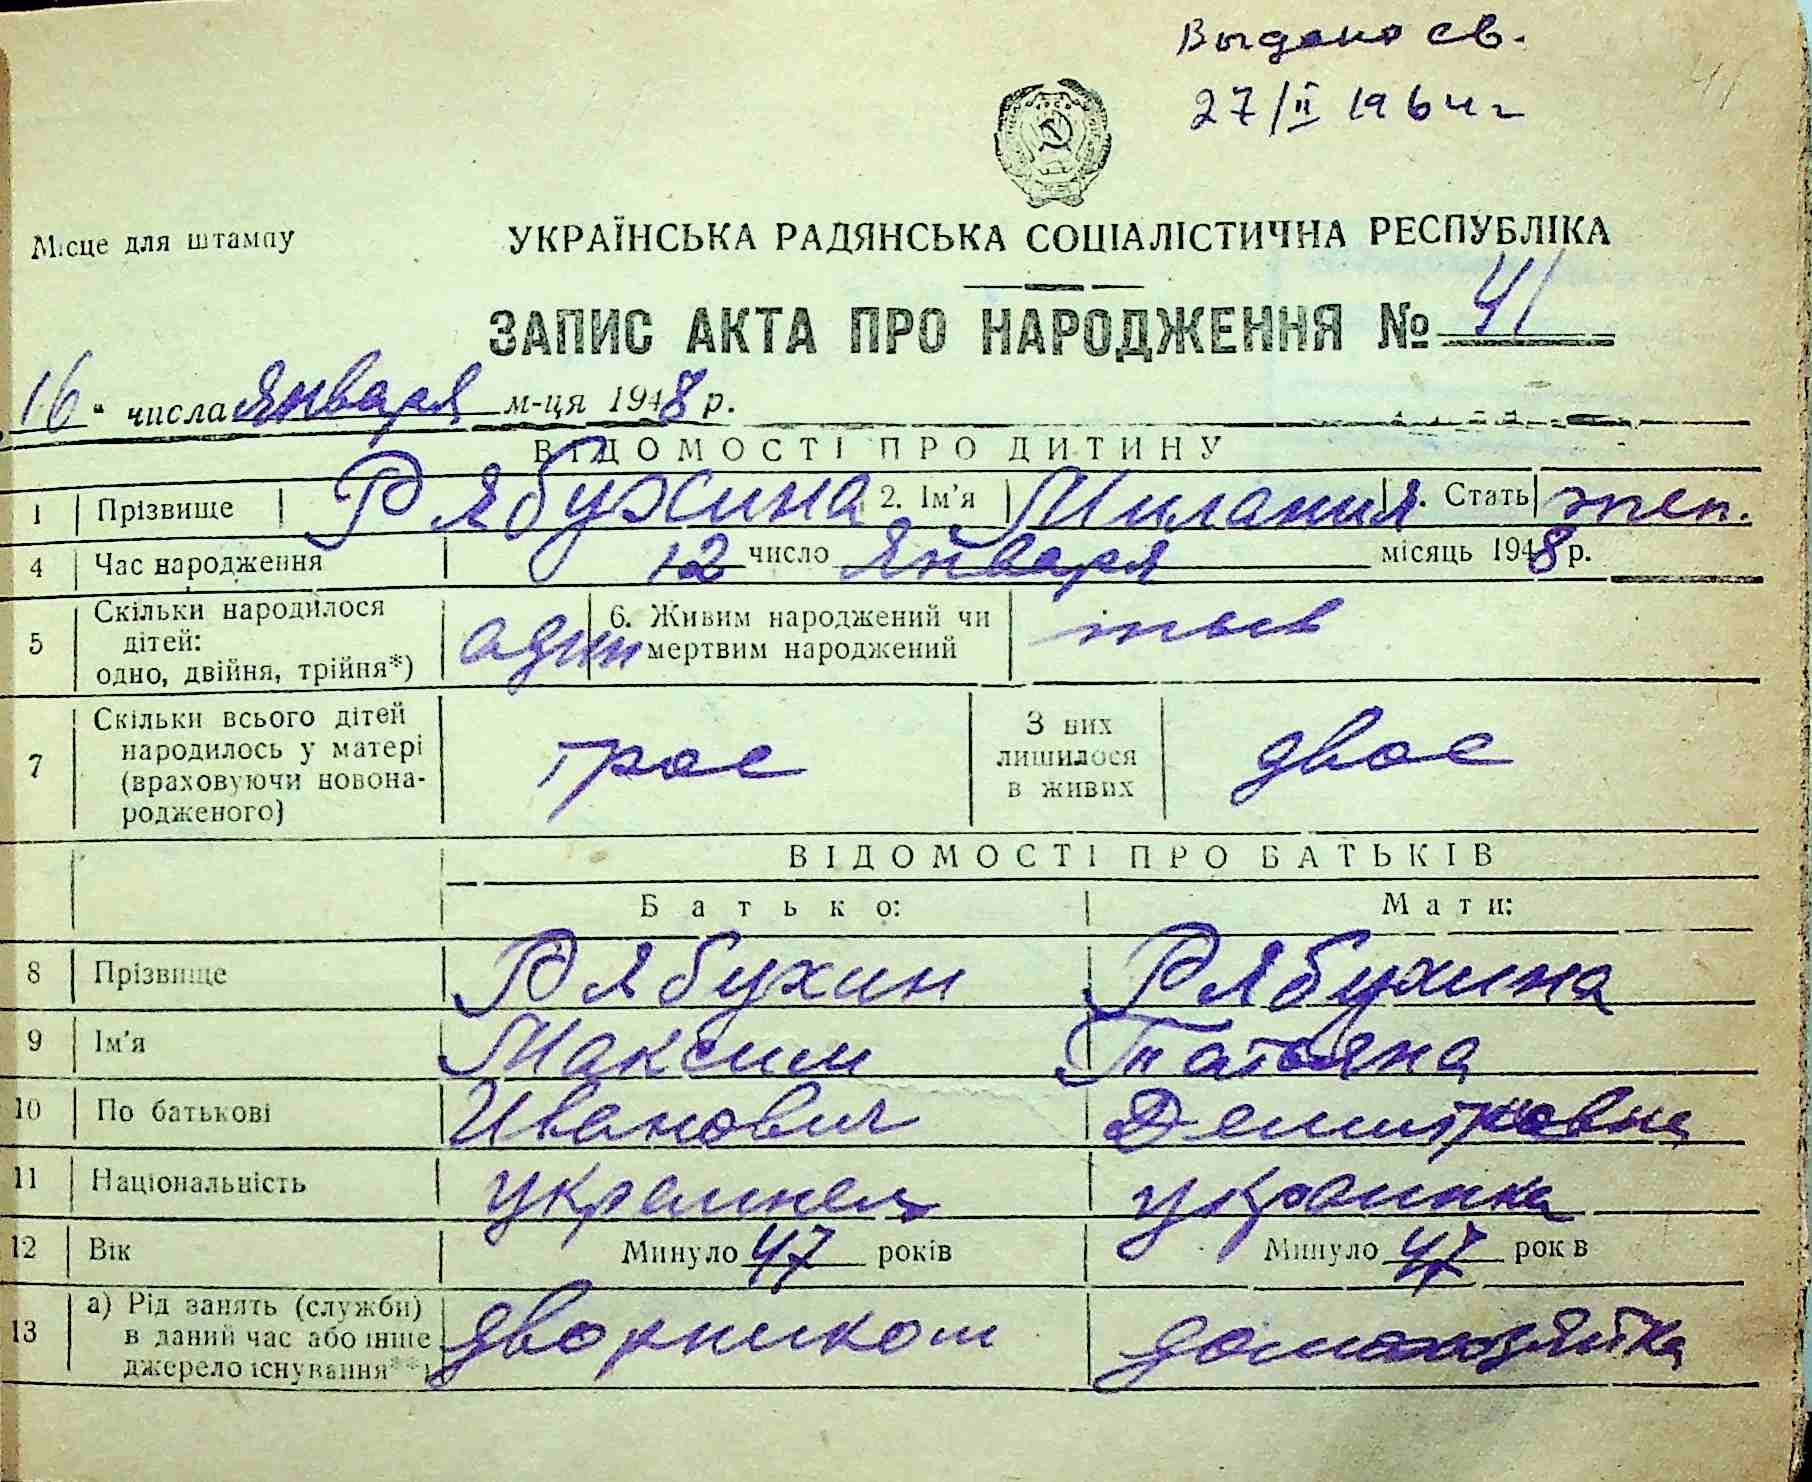 Выдано св.
27/II 1964 г
41
Місце для штампу
УКРАЇНСЬКА РАДЯНСЬКА СОЦІАЛІСТИЧНА РЕСПУБЛІКА
ЗАПИС АКТА ПРО НАРОДЖЕННЯ № 41
„16" числа января м-ця 1948 р.
ВІДОМОСТІ ПРО ДИТИНУ
1 Прізвище Рябухина 2. Ім'я Милания 3. Стать жен.
4 Час народження 12 число января місяць 1948 р.
5 Скільки народилося дітей: одно, двійня, трійня*) адин 6. Живим народжений чи мертвим народжений жыв
7 Скільки всього дітей народилось у матері (враховуючи новонародженого) трое З них лишилося в живих двое
ВІДОМОСТІ ПРО БАТЬКІВ
Батько: Мати:
8 Прізвище Рябухин Рябухина
9 Ім'я Максим Татьяна
10 По батькові Иванович Демитровна
11 Національність украинец украинка
12 Вік Минуло 47 років Минуло 47 років
13 а) Рід занять (служби) в даний час або інше джерело існування**) дворником домохозяйка